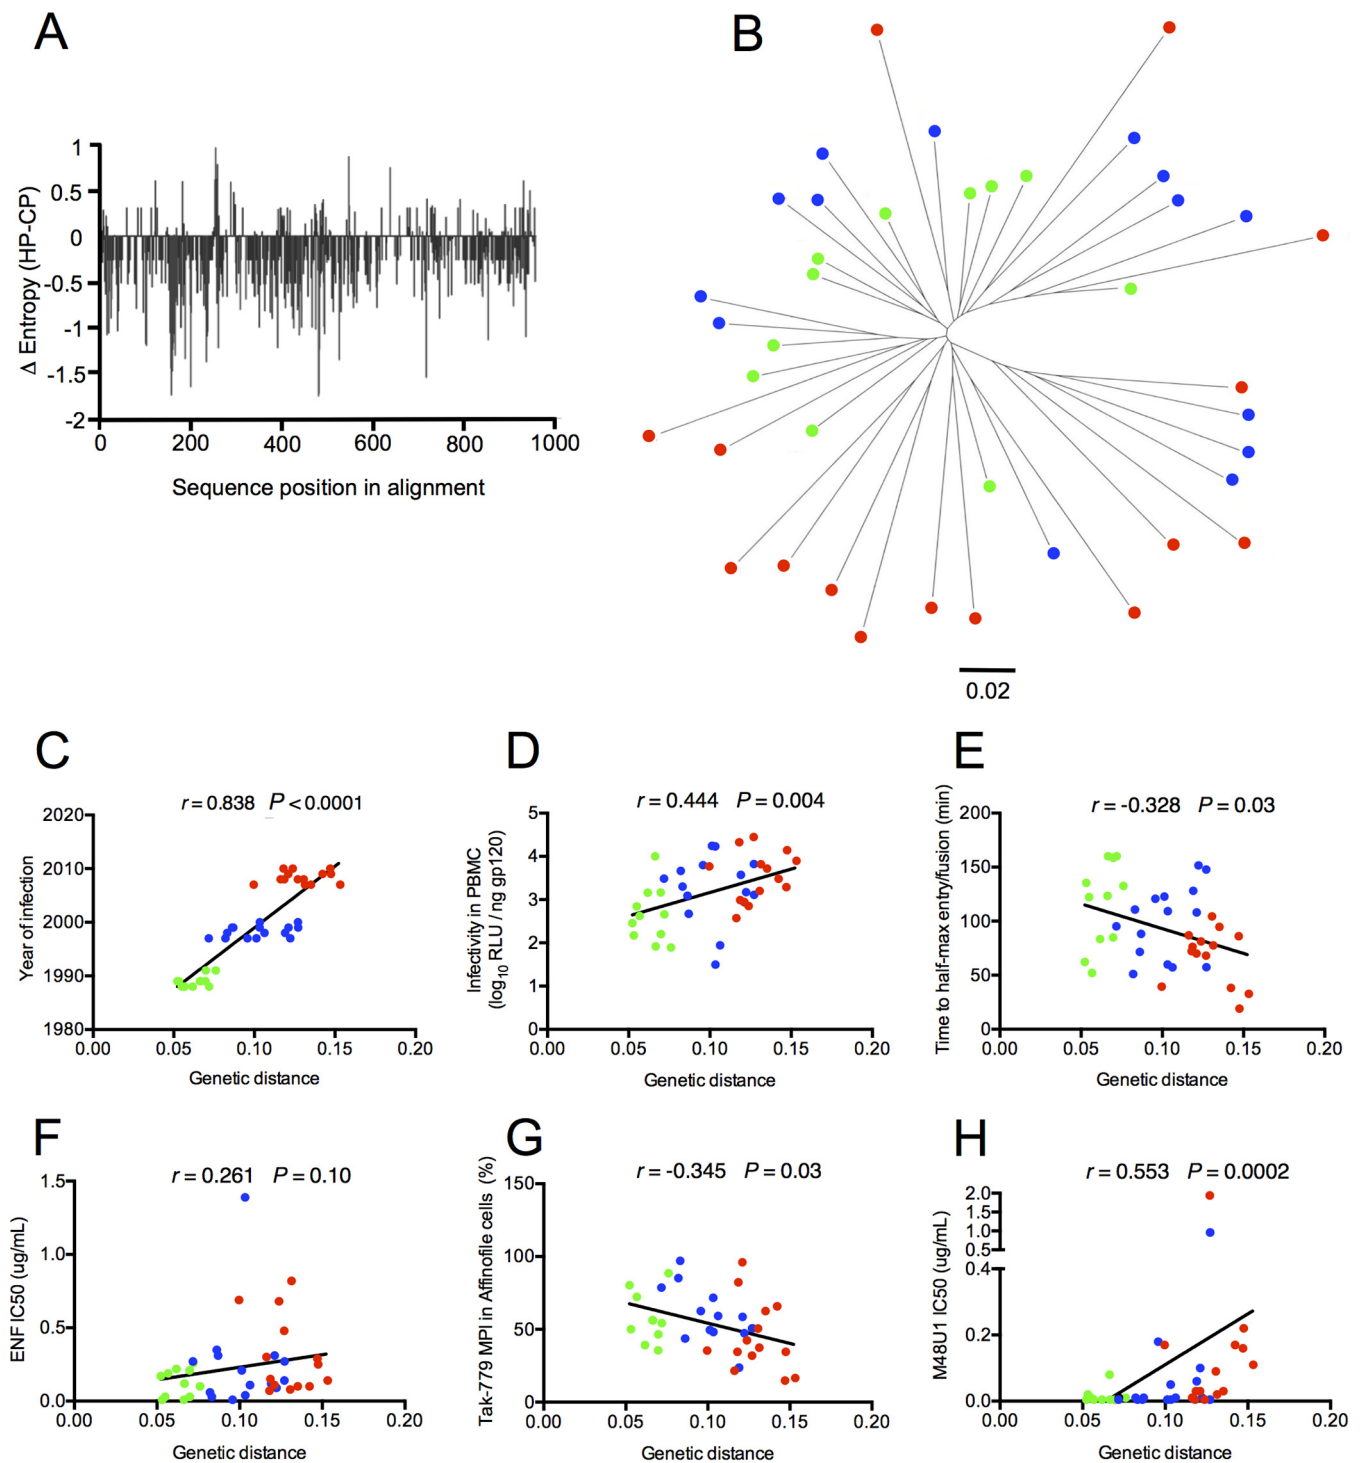 A
B
1
0.5
0
-0.5
-1
-1.5
-2
Δ Entropy (HP-CP)
0 200 400 600 800 1000
Sequence position in alignment
0.02
C
r = 0.838 P < 0.0001
2020
2010
2000
1990
1980
Year of infection
0.00 0.05 0.10 0.15 0.20
Genetic distance
D
r = 0.444 P = 0.004
5
4
3
2
1
0
Infectivity in PBMC
(log10 RLU / ng gp120)
0.00 0.05 0.10 0.15 0.20
Genetic distance
E
r = -0.328 P = 0.03
200
150
100
50
0
Time to half-max entry/fusion (min)
0.00 0.05 0.10 0.15 0.20
Genetic distance
F
r = 0.261 P = 0.10
1.5
1.0
0.5
0.0
ENF IC50 (ug/mL)
0.00 0.05 0.10 0.15 0.20
Genetic distance
G
r = -0.345 P = 0.03
150
100
50
0
Tak-779 MPI in Affinofile cells (%)
0.00 0.05 0.10 0.15 0.20
Genetic distance
H
r = 0.553 P = 0.0002
2.0
1.5
1.0
0.5
0.4
0.2
0.0
M48U1 IC50 (ug/mL)
0.00 0.05 0.10 0.15 0.20
Genetic distance